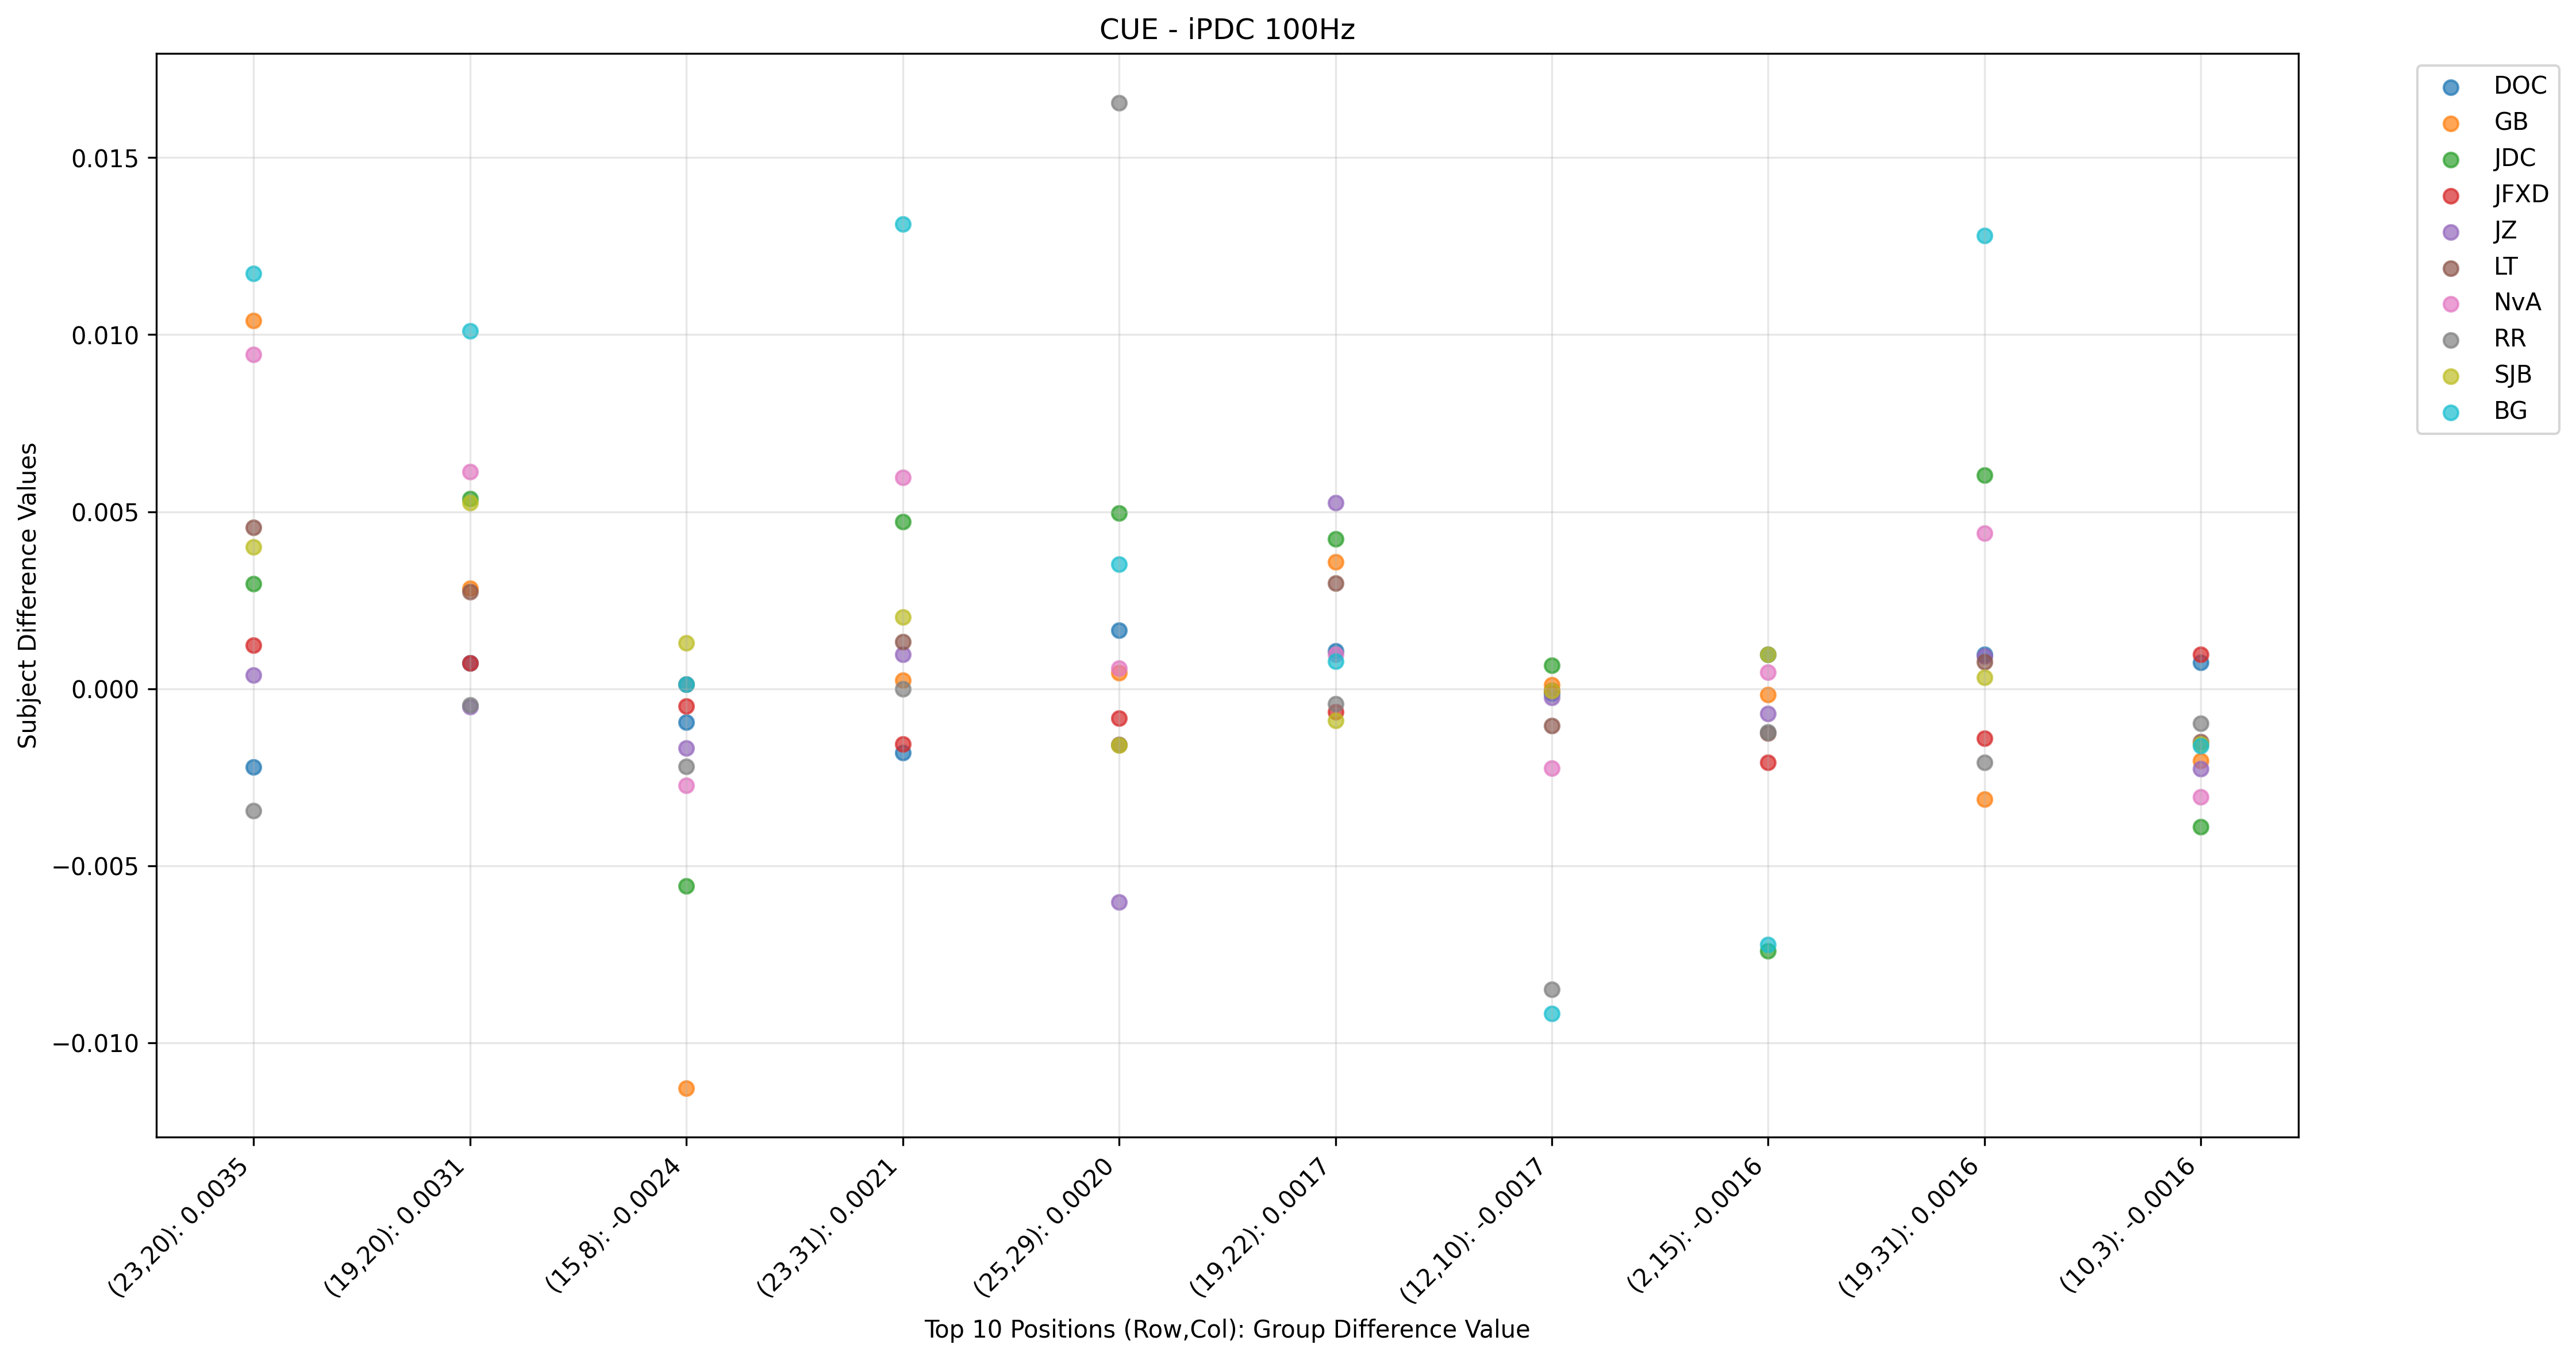 CUE - iPDC 100Hz
Subject Difference Values
0.015
0.010
0.005
0.000
−0.005
−0.010
(23,20): 0.0035
(19,20): 0.0031
(15,8): -0.0024
(23,31): 0.0021
(25,29): 0.0020
(19,22): 0.0017
(12,10): -0.0017
(2,15): -0.0016
(19,31): 0.0016
(10,3): -0.0016
Top 10 Positions (Row,Col): Group Difference Value
DOC
GB
JDC
JFXD
JZ
LT
NvA
RR
SJB
BG